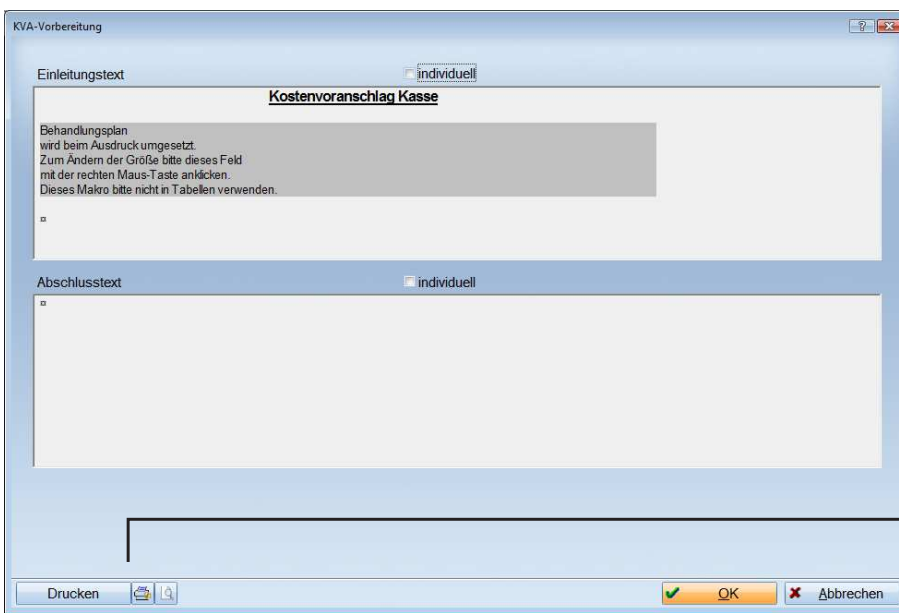 KVA-Vorbereitung
Einleitungstext
individuell
Kostenvoranschlag Kasse
Behandlungsplan
wird beim Ausdruck umgesetzt.
Zum Ändern der Größe bitte dieses Feld
mit der rechten Maus-Taste anklicken.
Dieses Makro bitte nicht in Tabellen verwenden.
¤
Abschlusstext
individuell
¤
Drucken
OK
Abbrechen